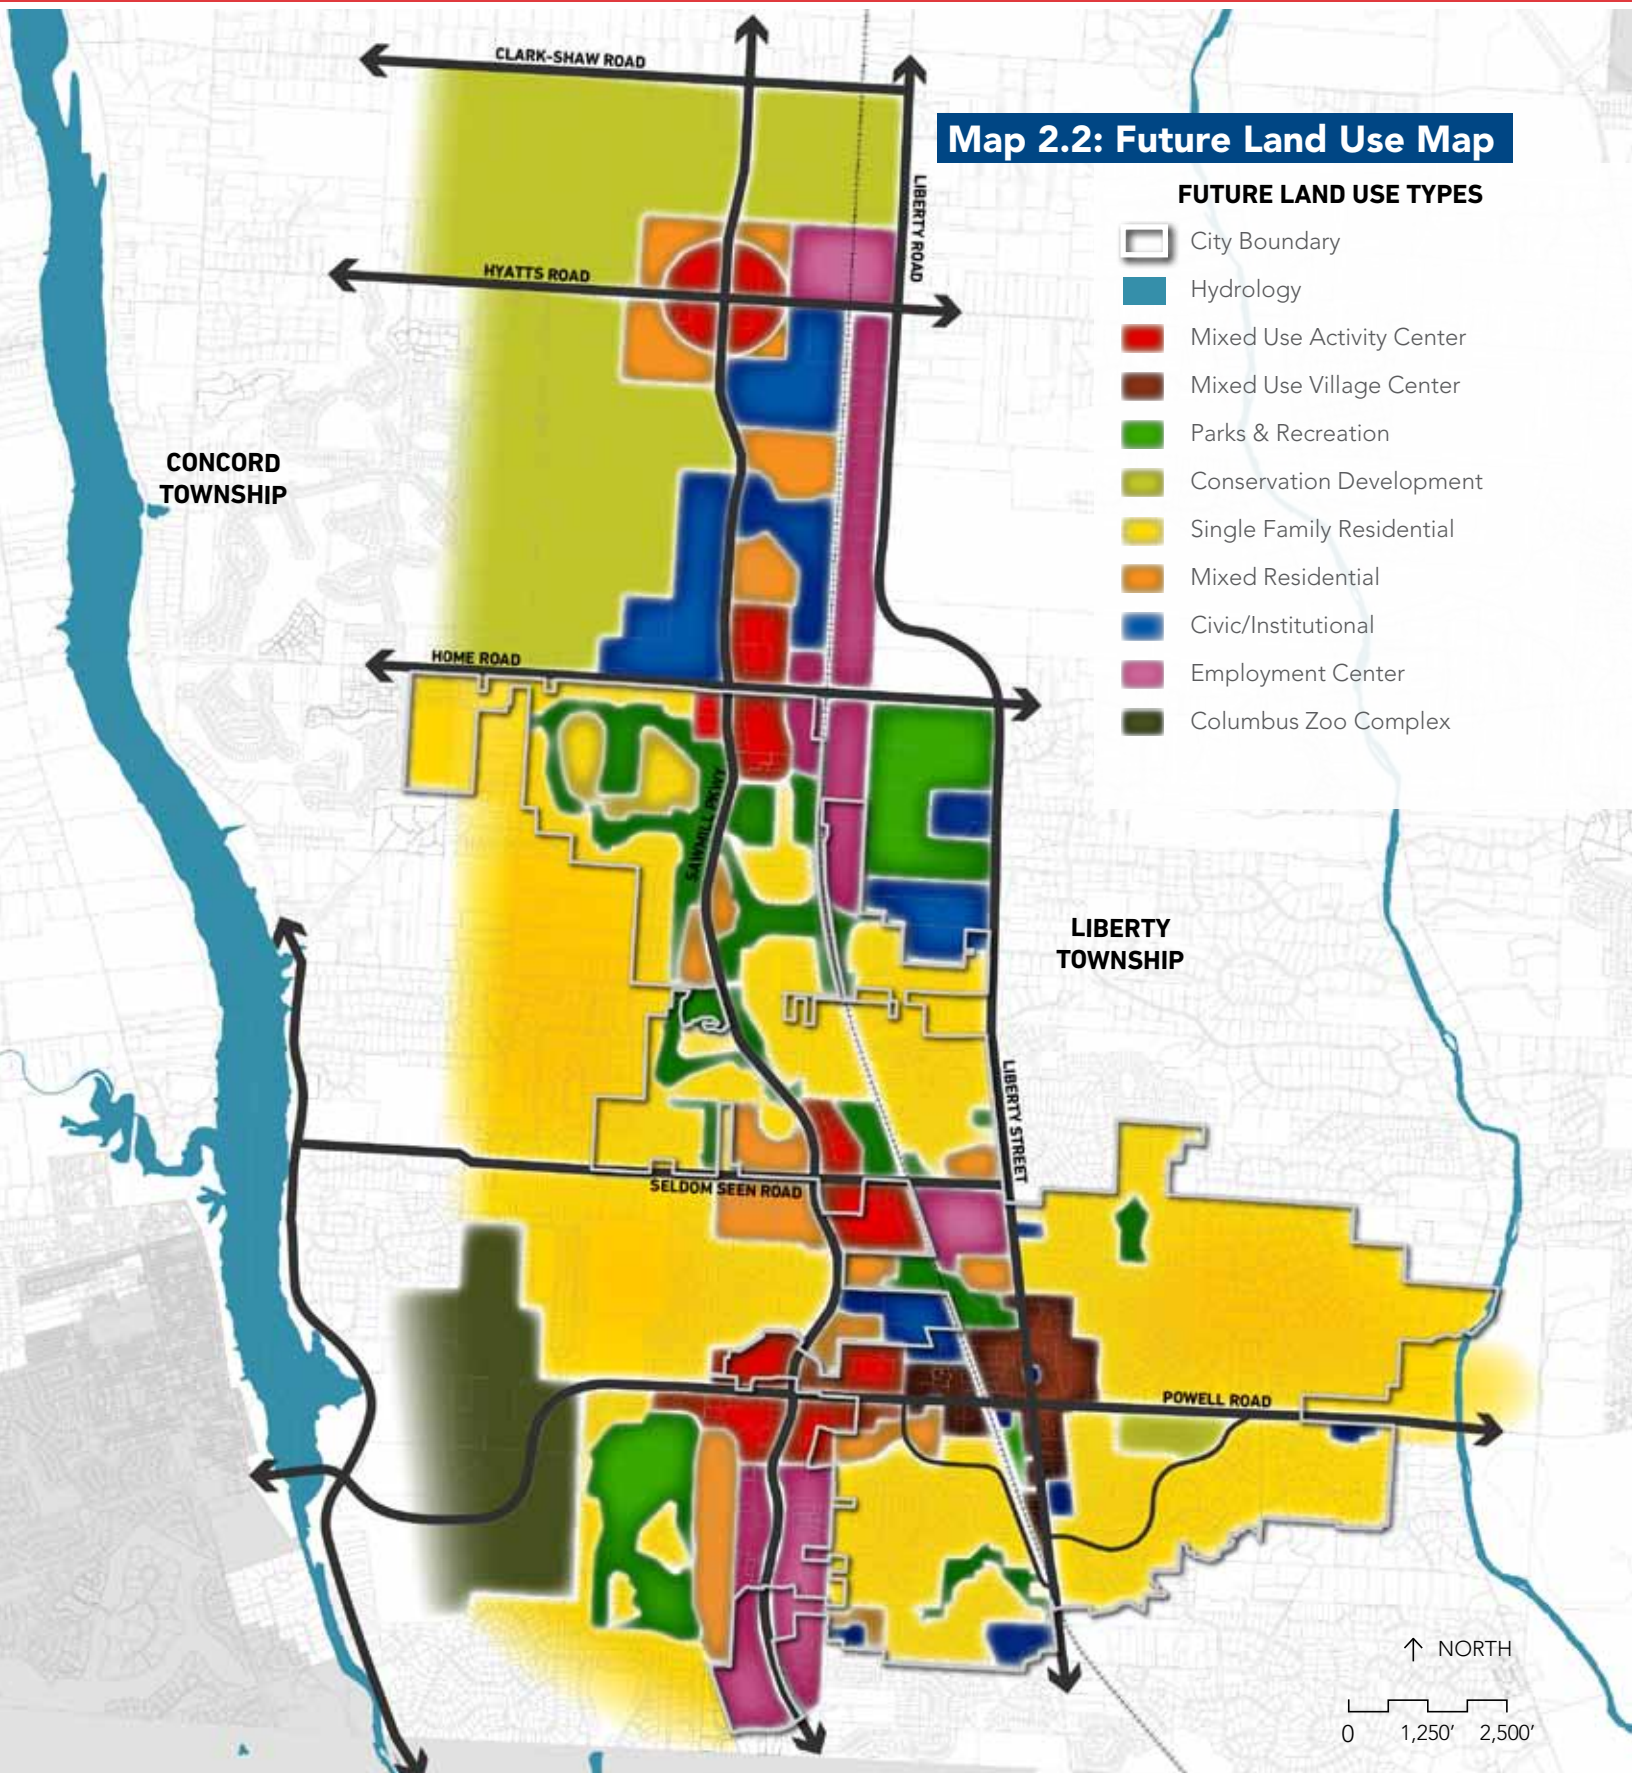 CLARK-SHAW ROAD
Map 2.2: Future Land Use Map
LIBERTY ROAD
FUTURE LAND USE TYPES
City Boundary
Hydrology
Mixed Use Activity Center
Mixed Use Village Center
Parks & Recreation
Conservation Development
Single Family Residential
Mixed Residential
Civic/Institutional
Employment Center
Columbus Zoo Complex
HYATTS ROAD
CONCORD
TOWNSHIP
HOME ROAD
SAWMILL PKWY
LIBERTY
TOWNSHIP
LIBERTY STREET
SELDOM SEEN ROAD
POWELL ROAD
NORTH
0 1,250′ 2,500′